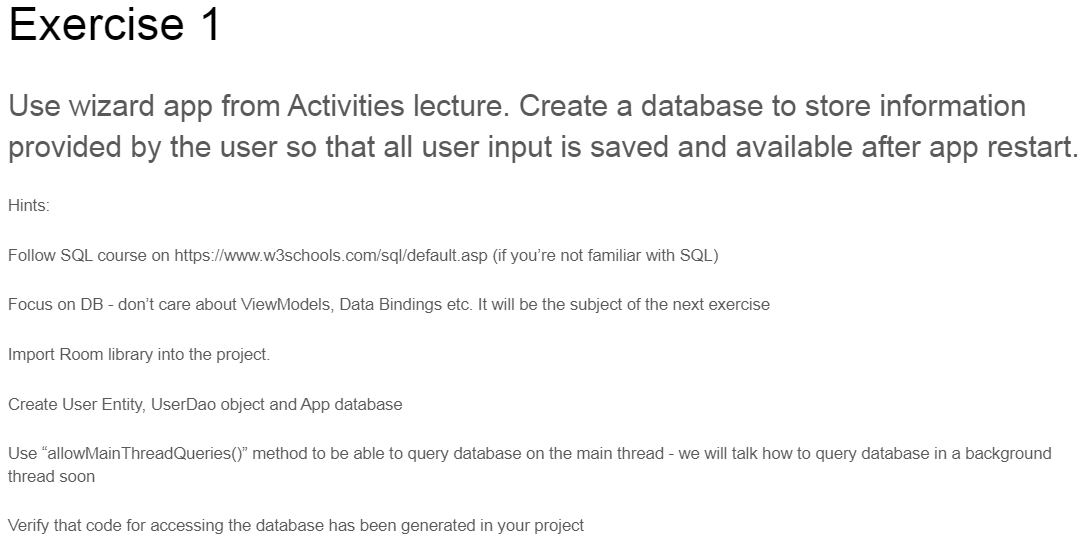 Exercise 1
Use wizard app from Activities lecture. Create a database to store information
provided by the user so that all user input is saved and available after app restart.
Hints:
Follow SQL course on https://www.w3schools.com/sql/default.asp (if you’re not familiar with SQL)
Focus on DB - don’t care about ViewModels, Data Bindings etc. It will be the subject of the next exercise
Import Room library into the project.
Create User Entity, UserDao object and App database
Use “allowMainThreadQueries()” method to be able to query database on the main thread - we will talk how to query database in a background
thread soon
Verify that code for accessing the database has been generated in your project